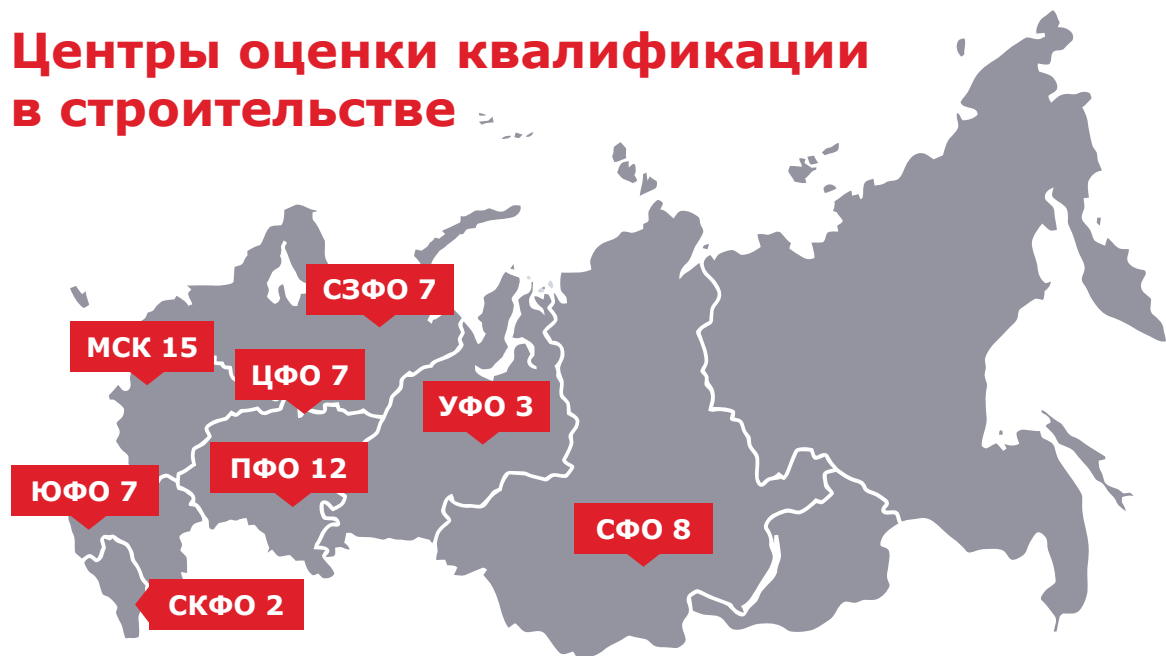 Центры оценки квалификации
в строительстве
СЗФО 7
МСК 15
ЦФО 7
УФО 3
ПФО 12
ЮФО 7
СФО 8
СКФО 2